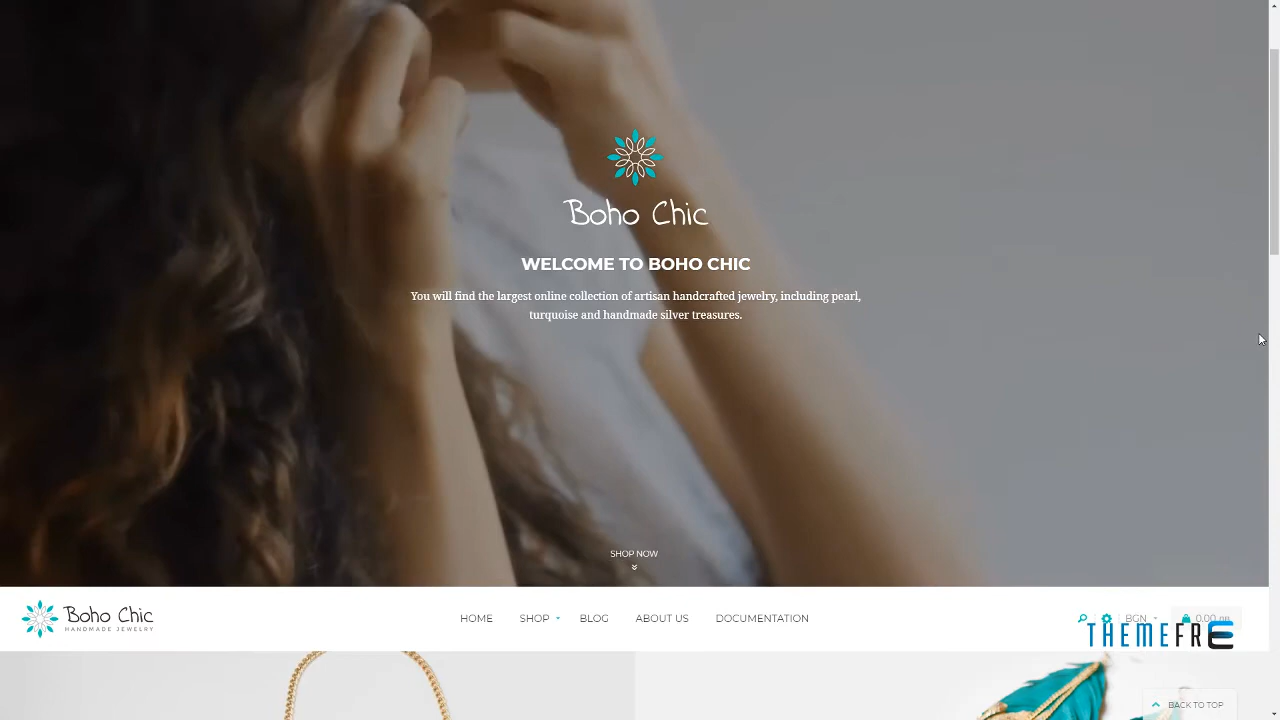 Boho Chic
WELCOME TO BOHO CHIC
You will find the largest online collection of artisan handcrafted jewelry, including pearl,
turquoise and handmade silver treasures.
SHOP NOW
Boho Chic
HANDMADE JEWELRY
HOME SHOP BLOG ABOUT US DOCUMENTATION BGN 0.00
THEMEFRE
BACK TO TOP